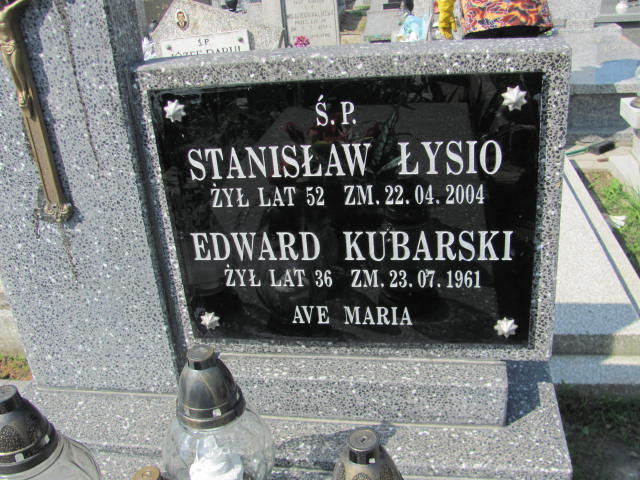 Ś.P.
STANISŁAW ŁYSIO
ŻYŁ LAT 52 ZM. 22.04.2004
EDWARD KUBARSKI
ŻYŁ LAT 36 ZM. 23.07.1961
AVE MARIA
Ś.P.